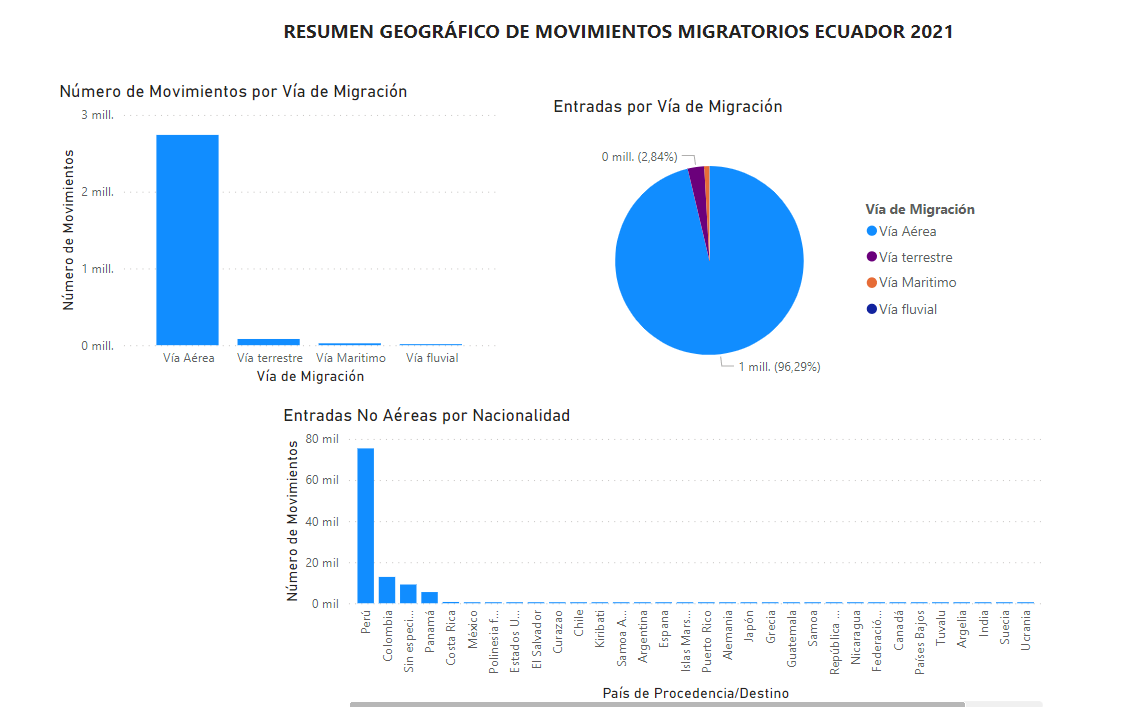 RESUMEN GEOGRÁFICO DE MOVIMIENTOS MIGRATORIOS ECUADOR 2021
Número de Movimientos por Vía de Migración
3 mill.
2 mill.
1 mill.
0 mill.
Número de Movimientos
Vía Aérea
Vía terrestre
Vía Maritimo
Vía fluvial
Vía de Migración
Entradas por Vía de Migración
0 mill. (2,84%)
1 mill. (96,29%)
Vía de Migración
Vía Aérea
Vía terrestre
Vía Maritimo
Vía fluvial
Entradas No Aéreas por Nacionalidad
80 mil
60 mil
40 mil
20 mil
0 mil
Número de Movimientos
Perú
Colombia
Sin especi...
Panamá
Costa Rica
México
Polinesia f...
Estados U...
El Salvador
Curazao
Chile
Kiribati
Samoa A...
Argentina
Espana
Islas Mars...
Puerto Rico
Alemania
Japón
Grecia
Guatemala
Samoa
República ...
Nicaragua
Federació...
Canadá
Países Bajos
Tuvalu
Argelia
India
Suecia
Ucrania
País de Procedencia/Destino